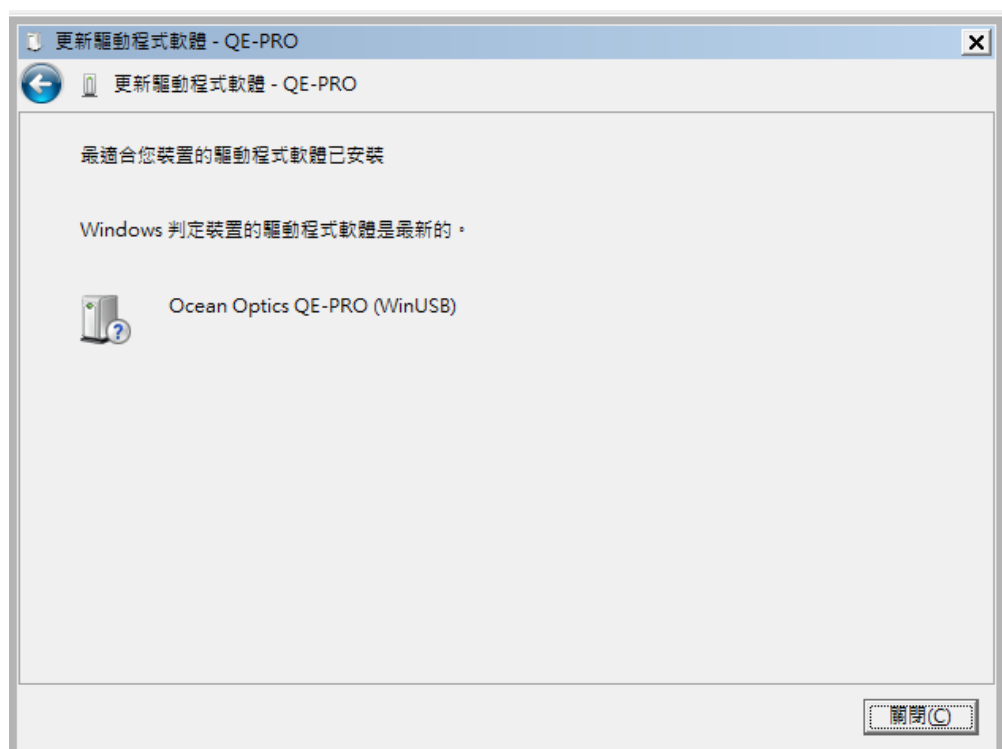 更新驅動程式軟體 - QE-PRO
更新驅動程式軟體 - QE-PRO
最適合您裝置的驅動程式軟體已安裝
Windows 判定裝置的驅動程式軟體是最新的。
Ocean Optics QE-PRO (WinUSB)
關閉(C)